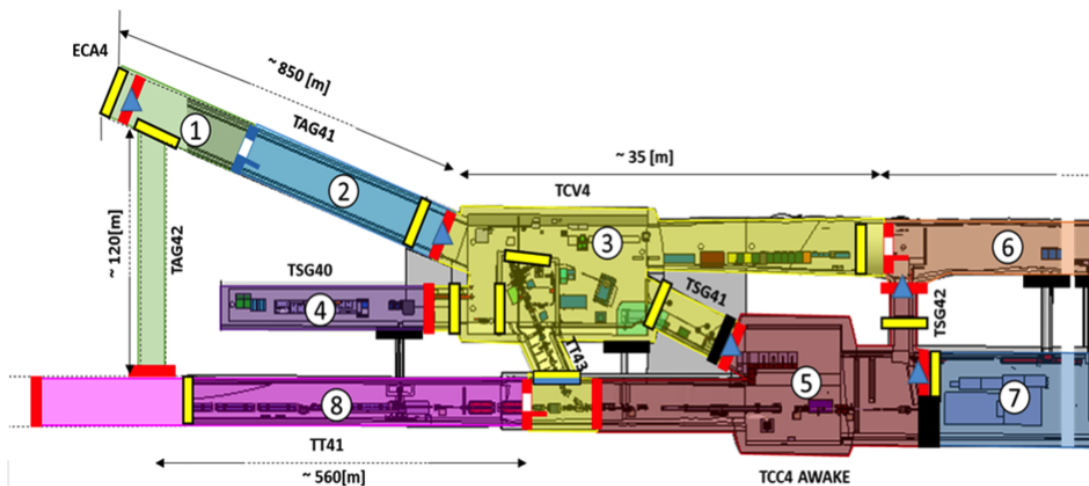 ECA4
~ 850 [m]
TAG41
~ 35 [m]
TCV4
1
2
3
6
~ 120[m]
TAG42
TSG40
TSG41
TSG42
4
TT43
5
7
8
TT41
~ 560[m]
TCC4 AWAKE